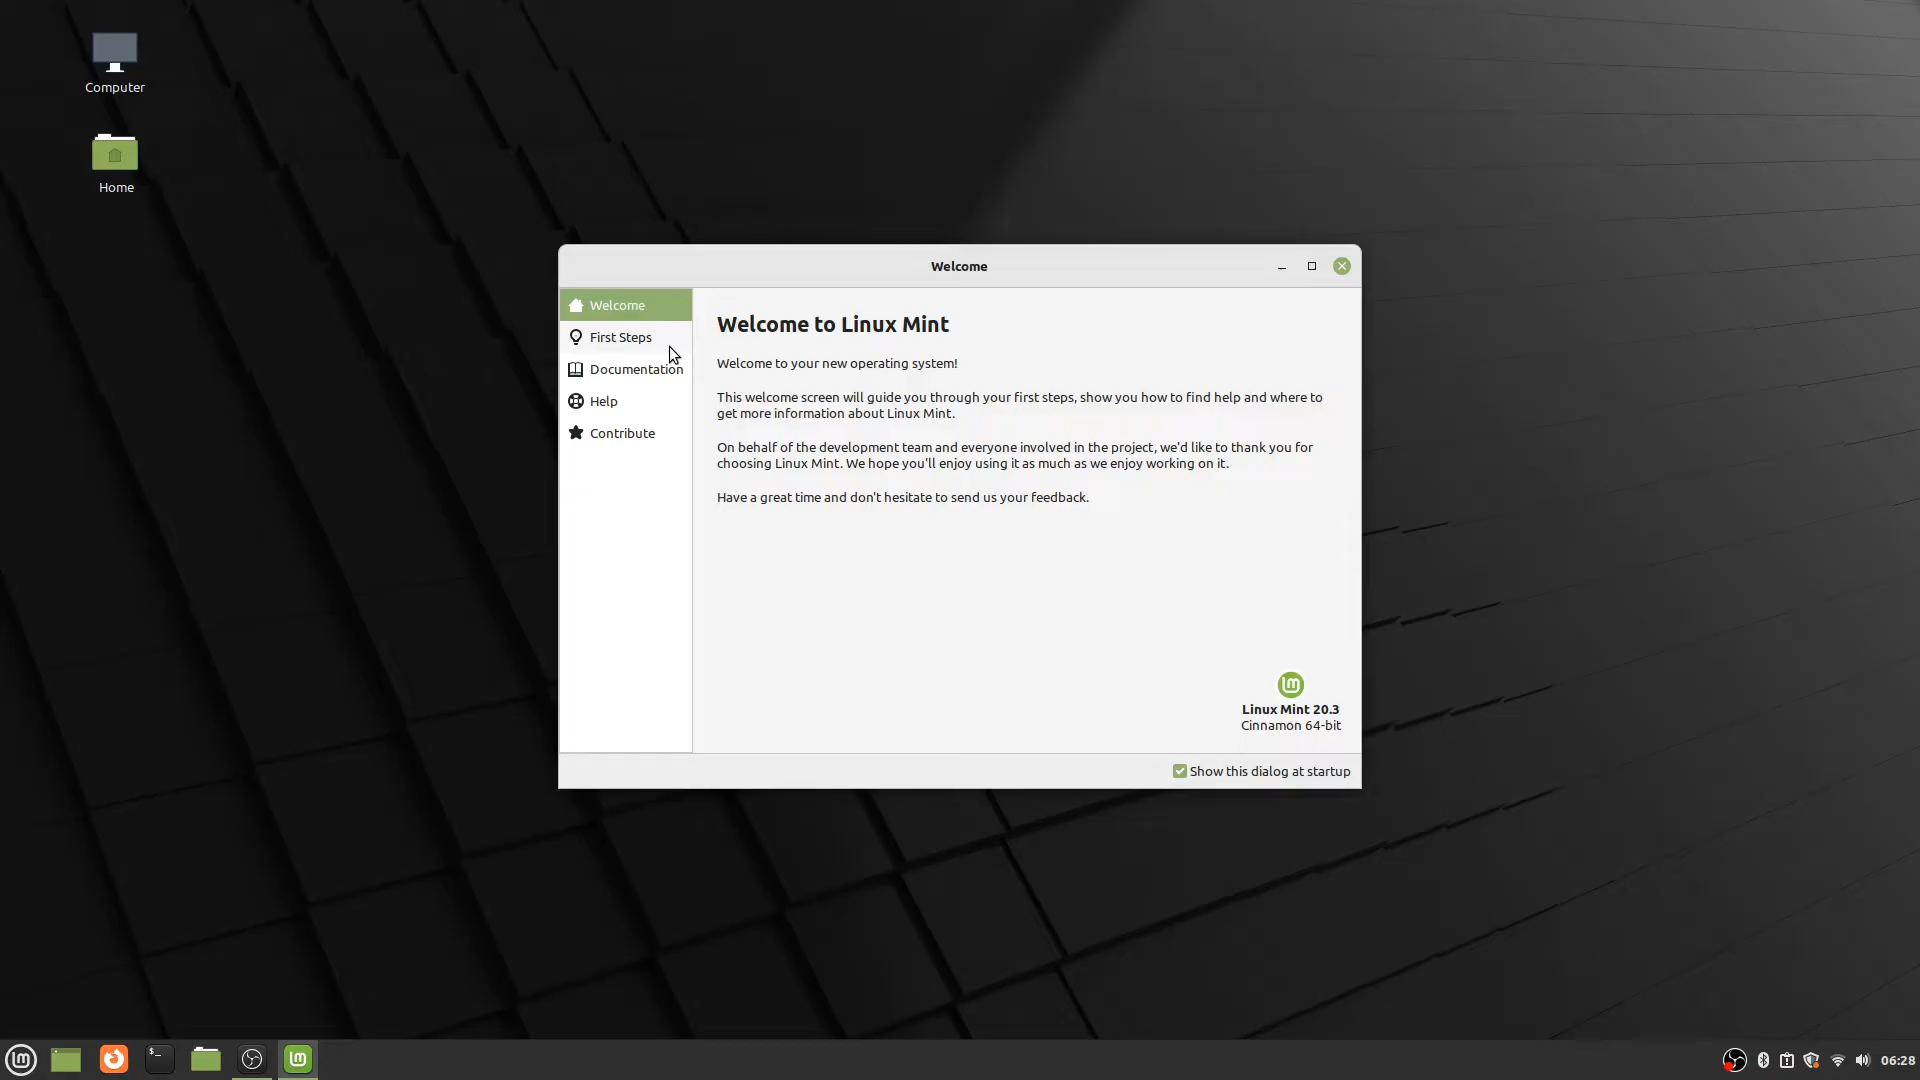 Computer
Home
Welcome
Welcome
First Steps
Documentation
Help
Contribute
Welcome to Linux Mint
Welcome to your new operating system!
This welcome screen will guide you through your first steps, show you how to find help and where to
get more information about Linux Mint.
On behalf of the development team and everyone involved in the project, we'd like to thank you for
choosing Linux Mint. We hope you'll enjoy using it as much as we enjoy working on it.
Have a great time and don't hesitate to send us your feedback.
Linux Mint 20.3
Cinnamon 64-bit
Show this dialog at startup
$_
06:28